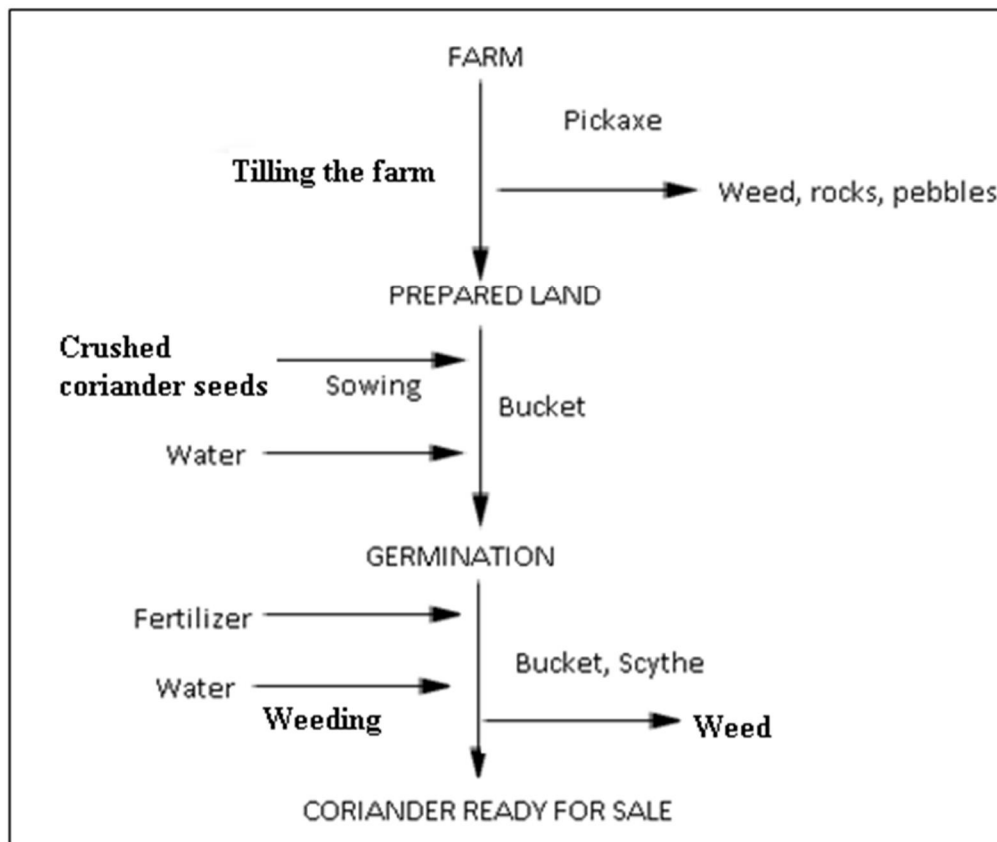 FARM
Pickaxe
Tilling the farm
Weed, rocks, pebbles
PREPARED LAND
Crushed
coriander seeds
Sowing
Bucket
Water
GERMINATION
Fertilizer
Bucket, Scythe
Water
Weeding
Weed
CORIANDER READY FOR SALE